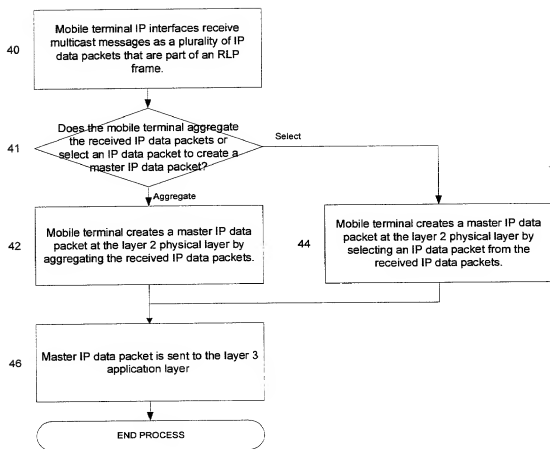 Mobile terminal IP interfaces receive
multicast messages as a plurality of IP
data packets that are part of an RLP
frame.
40
Does the mobile terminal aggregate
the received IP data packets or
select an IP data packet to create a
master IP data packet?
41
Select
Aggregate
Mobile terminal creates a master IP data
packet at the layer 2 physical layer by
aggregating the received IP data packets.
42
Mobile terminal creates a master IP data
packet at the layer 2 physical layer by
selecting an IP data packet from the
received IP data packets.
44
Master IP data packet is sent to the layer 3
application layer
46
END PROCESS